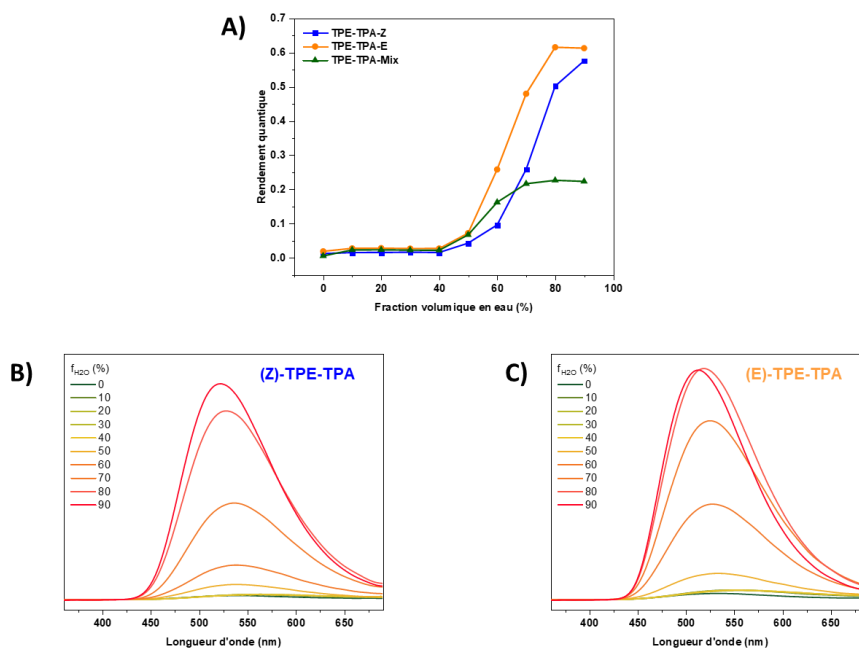 A)
0.7
0.6
0.5
0.4
0.3
0.2
0.1
0.0
Rendement quantique
TPE-TPA-Z
TPE-TPA-E
TPE-TPA-Mix
0 20 40 60 80 100
Fraction volumique en eau (%)
B)
fH2O (%)
0
10
20
30
40
50
60
70
80
90
(Z)-TPE-TPA
400 450 500 550 600 650
Longueur d'onde (nm)
C)
fH2O (%)
0
10
20
30
40
50
60
70
80
90
(E)-TPE-TPA
400 450 500 550 600 650
Longueur d'onde (nm)